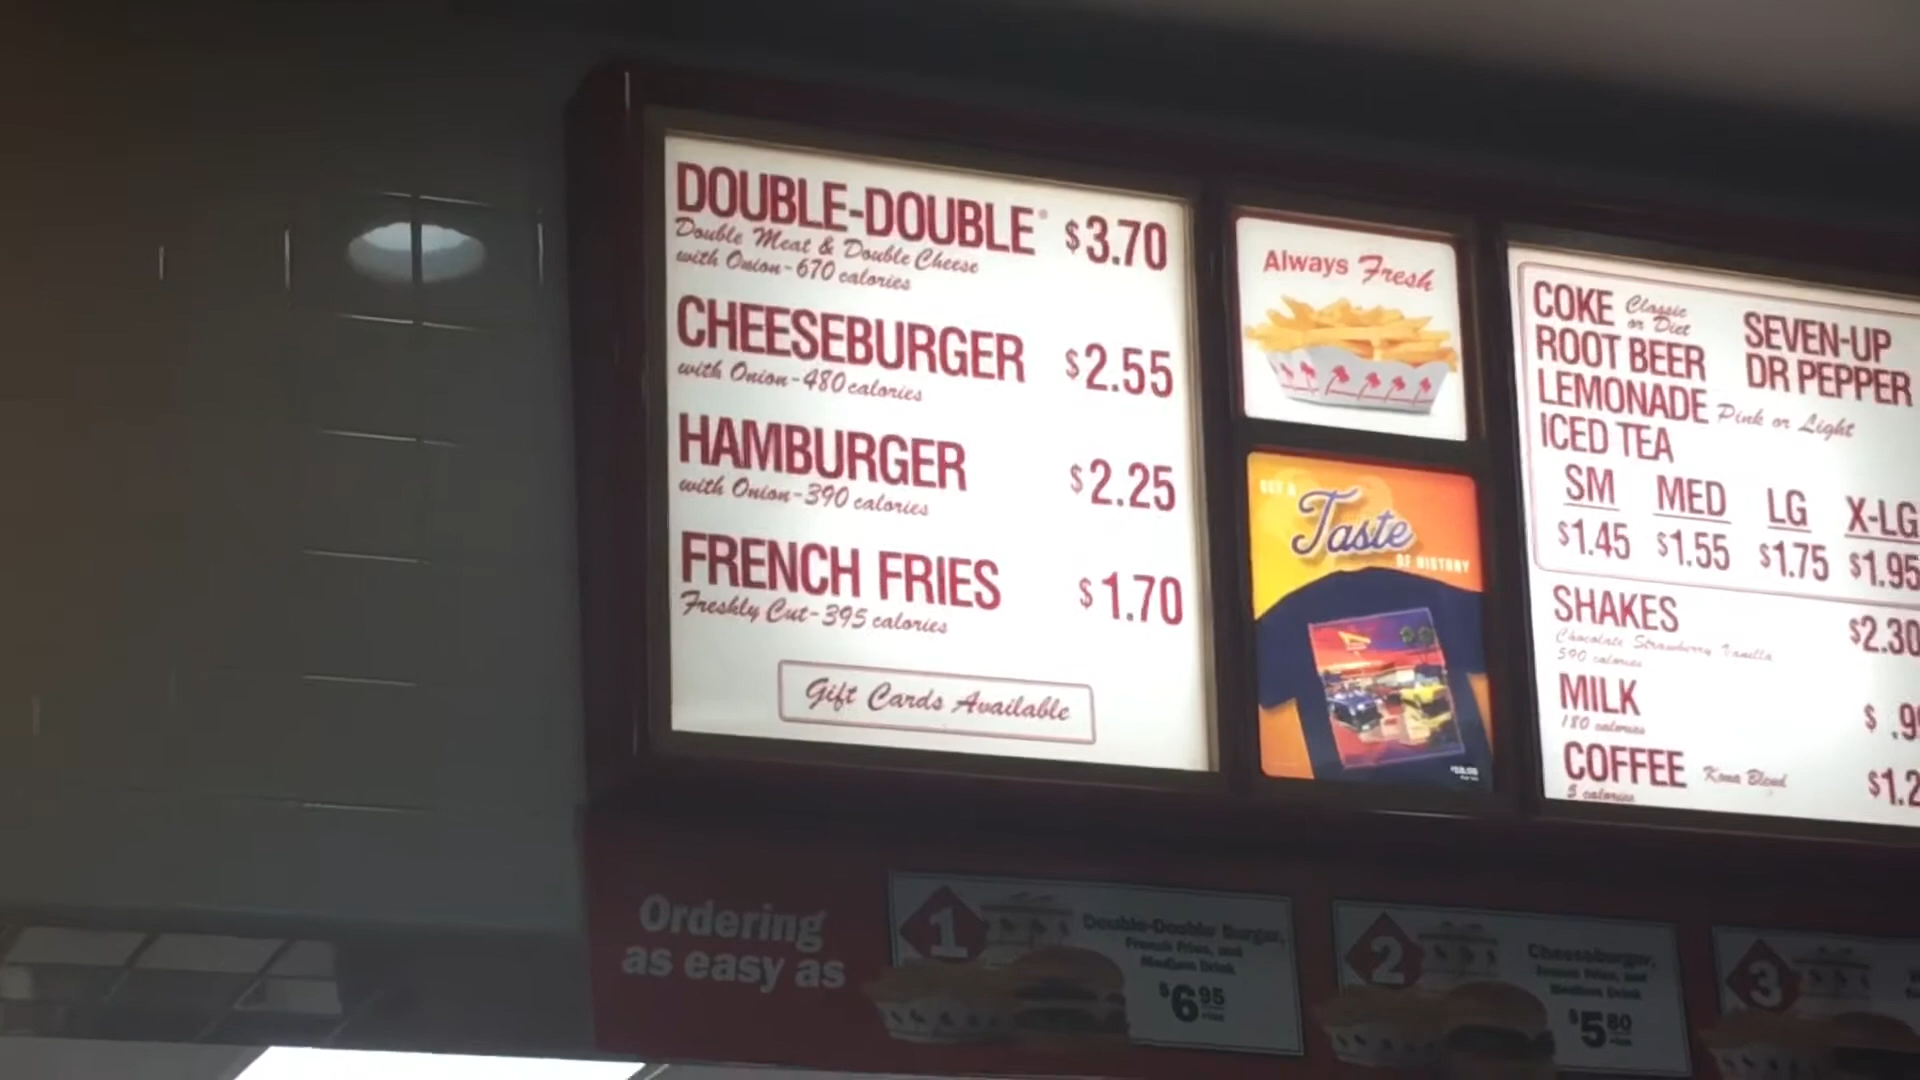 DOUBLE-DOUBLE® $3.70
Double Meat & Double Cheese
with Onion-670 calories
CHEESEBURGER $2.55
with Onion-480 calories
HAMBURGER $2.25
with Onion-390 calories
FRENCH FRIES $1.70
Freshly Cut-395 calories
Gift Cards Available
Always Fresh
GET A
Taste
OF HISTORY
COKE Classic or Diet
SEVEN-UP
ROOT BEER
DR PEPPER
LEMONADE Pink or Light
ICED TEA
SM MED LG X-LG
$1.45 $1.55 $1.75 $1.95
SHAKES $2.30
Chocolate Strawberry Vanilla
590 calories
MILK $ .9
180 calories
COFFEE Kona Blend $1.2
5 calories
Ordering
as easy as
1
Double-Double Burger,
French Fries, and
Medium Drink
$6.95
2
Cheeseburger,
French Fries, and
Medium Drink
$5.80
3